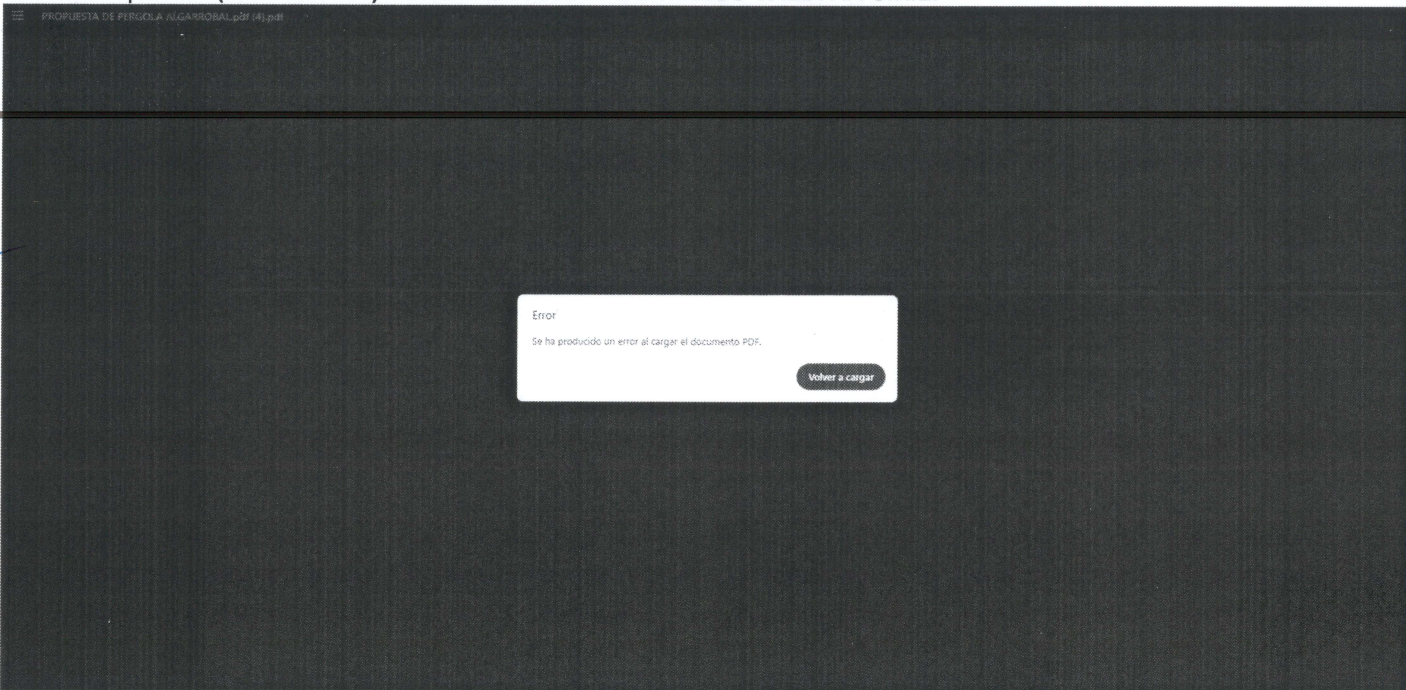 PROPUESTA DE PERGOLA ALGARROBAL.pdf (4).pdf
Error
Se ha producido un error al cargar el documento PDF.
Volver a cargar